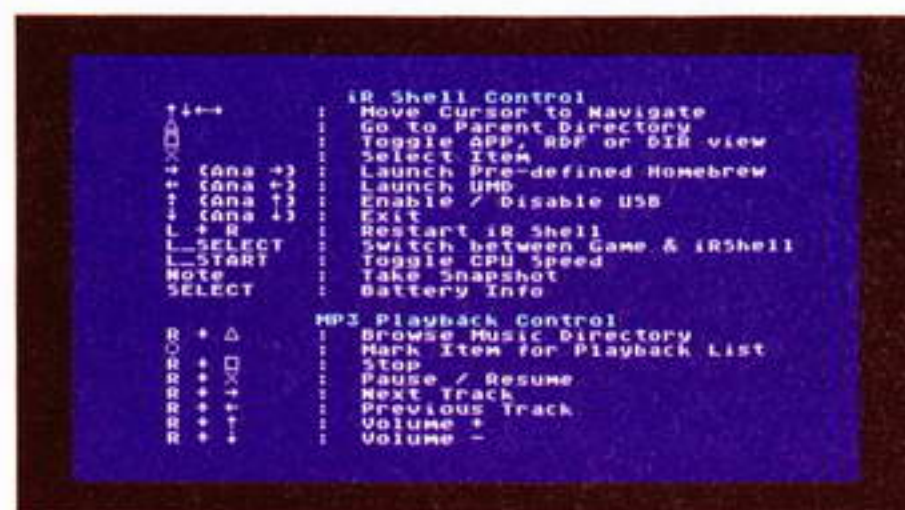 iR Shell Control
↑↓←→ : Move Cursor to Navigate
△ : Go to Parent Directory
□ : Toggle APP, RDF or DIR view
X : Select Item
→ (Ana →) : Launch Pre-defined Homebrew
← (Ana ←) : Launch UMD
↑ (Ana ↑) : Enable / Disable USB
↓ (Ana ↓) : Exit
L + R : Restart iR Shell
L_SELECT : Switch between Game & iRShell
L_START : Toggle CPU Speed
Note : Take Snapshot
SELECT : Battery Info
MP3 Playback Control
R + △ : Browse Music Directory
O : Mark Item for Playback List
R + □ : Stop
R + X : Pause / Resume
R + → : Next Track
R + ← : Previous Track
R + ↑ : Volume +
R + ↓ : Volume -